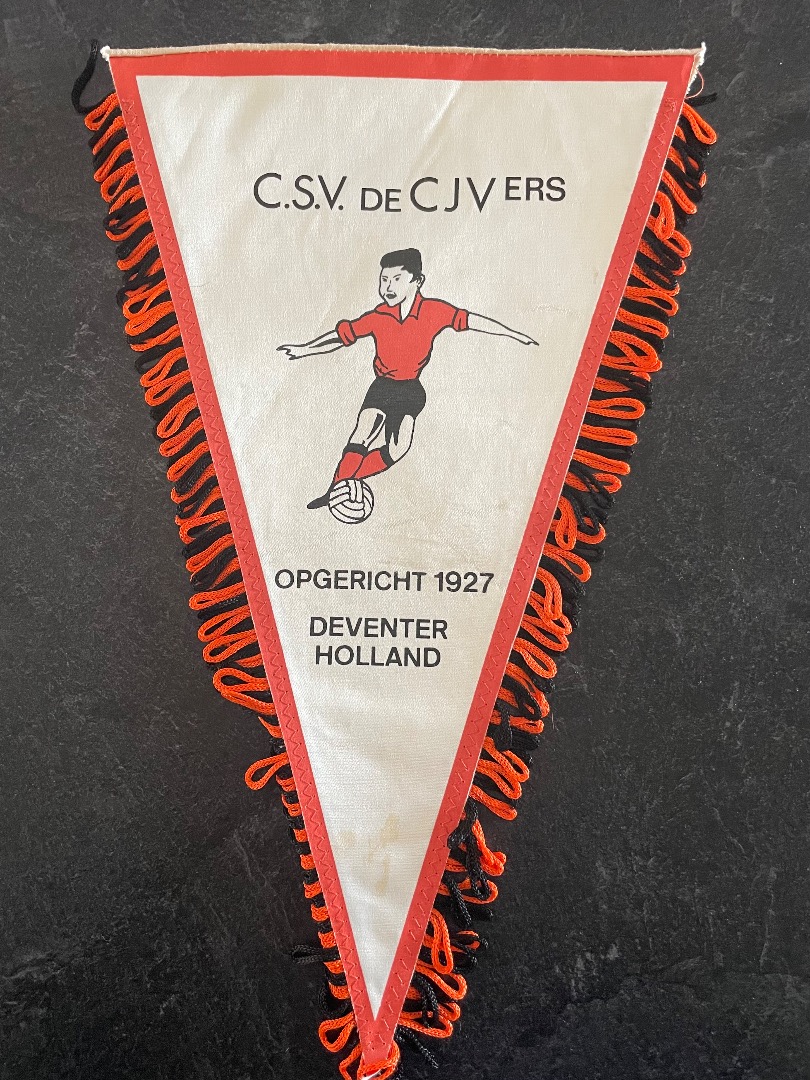 C.S.V. DE CJVERS
OPGERICHT 1927
DEVENTER
HOLLAND